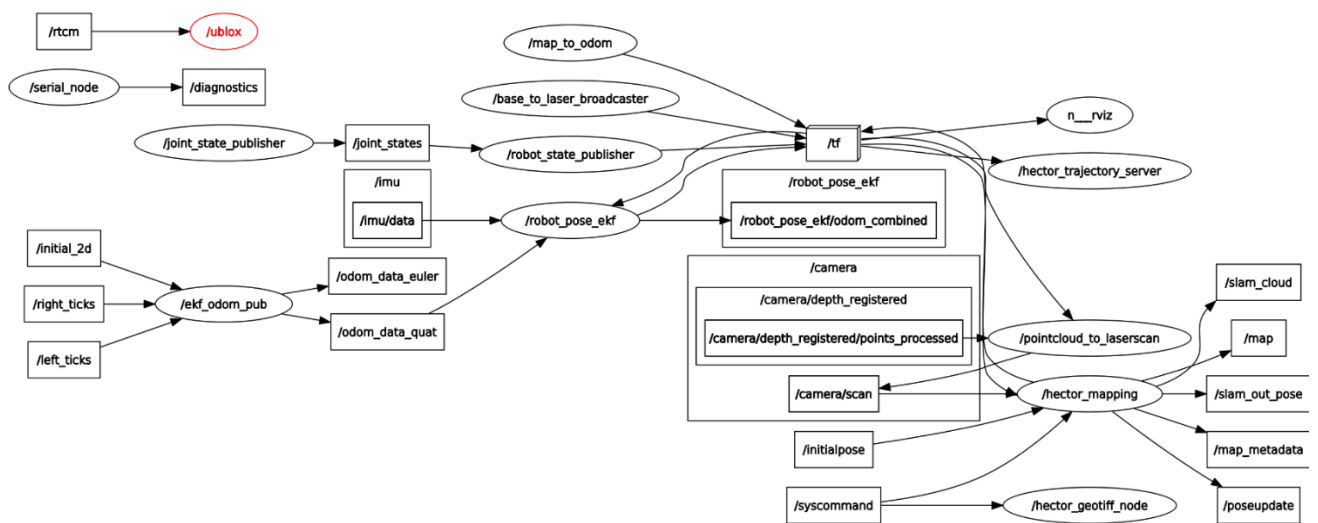 /rtcm
/ublox
/map_to_odom
/serial_node
/diagnostics
/base_to_laser_broadcaster
n___rviz
/joint_state_publisher
/joint_states
/robot_state_publisher
/tf
/hector_trajectory_server
/imu
/imu/data
/robot_pose_ekf
/robot_pose_ekf
/robot_pose_ekf/odom_combined
/initial_2d
/right_ticks
/left_ticks
/ekf_odom_pub
/odom_data_euler
/odom_data_quat
/camera
/camera/depth_registered
/camera/depth_registered/points_processed
/camera/scan
/pointcloud_to_laserscan
/hector_mapping
/initialpose
/syscommand
/hector_geotiff_node
/slam_cloud
/map
/slam_out_pose
/map_metadata
/poseupdate